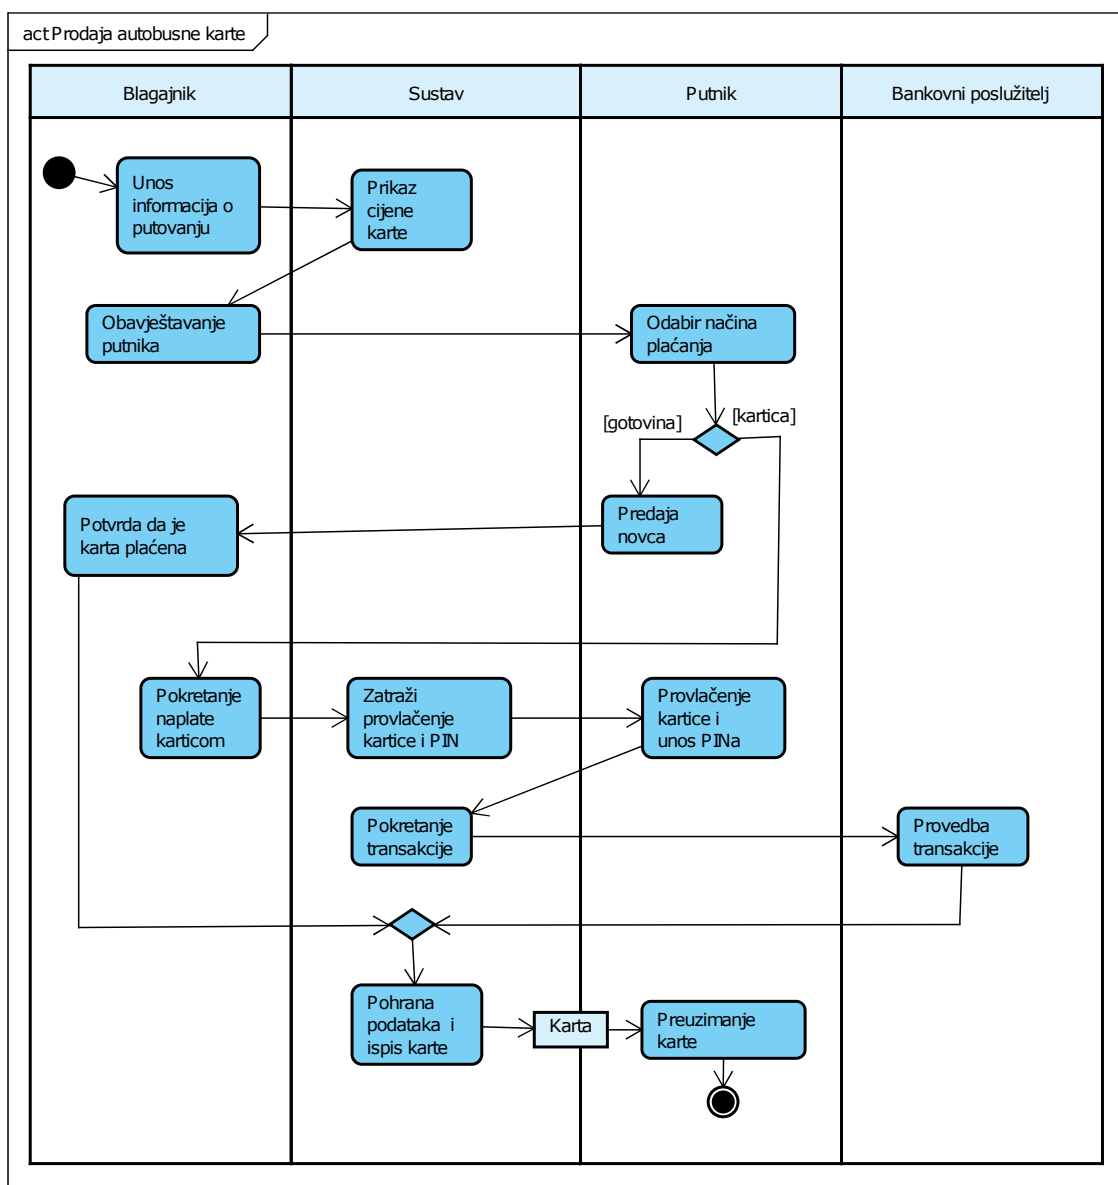 act Prodaja autobusne karte
Blagajnik
Sustav
Putnik
Bankovni poslužitelj
Unos
informacija o
putovanju
Prikaz
cijene
karte
Obavještavanje
putnika
Odabir načina
plaćanja
[gotovina]
[kartica]
Potvrda da je
karta plaćena
Predaja
novca
Pokretanje
naplate
karticom
Zatraži
provlačenje
kartice i PIN
Provlačenje
kartice i
unos PINa
Pokretanje
transakcije
Provedba
transakcije
Pohrana
podataka i
ispis karte
Karta
Preuzimanje
karte